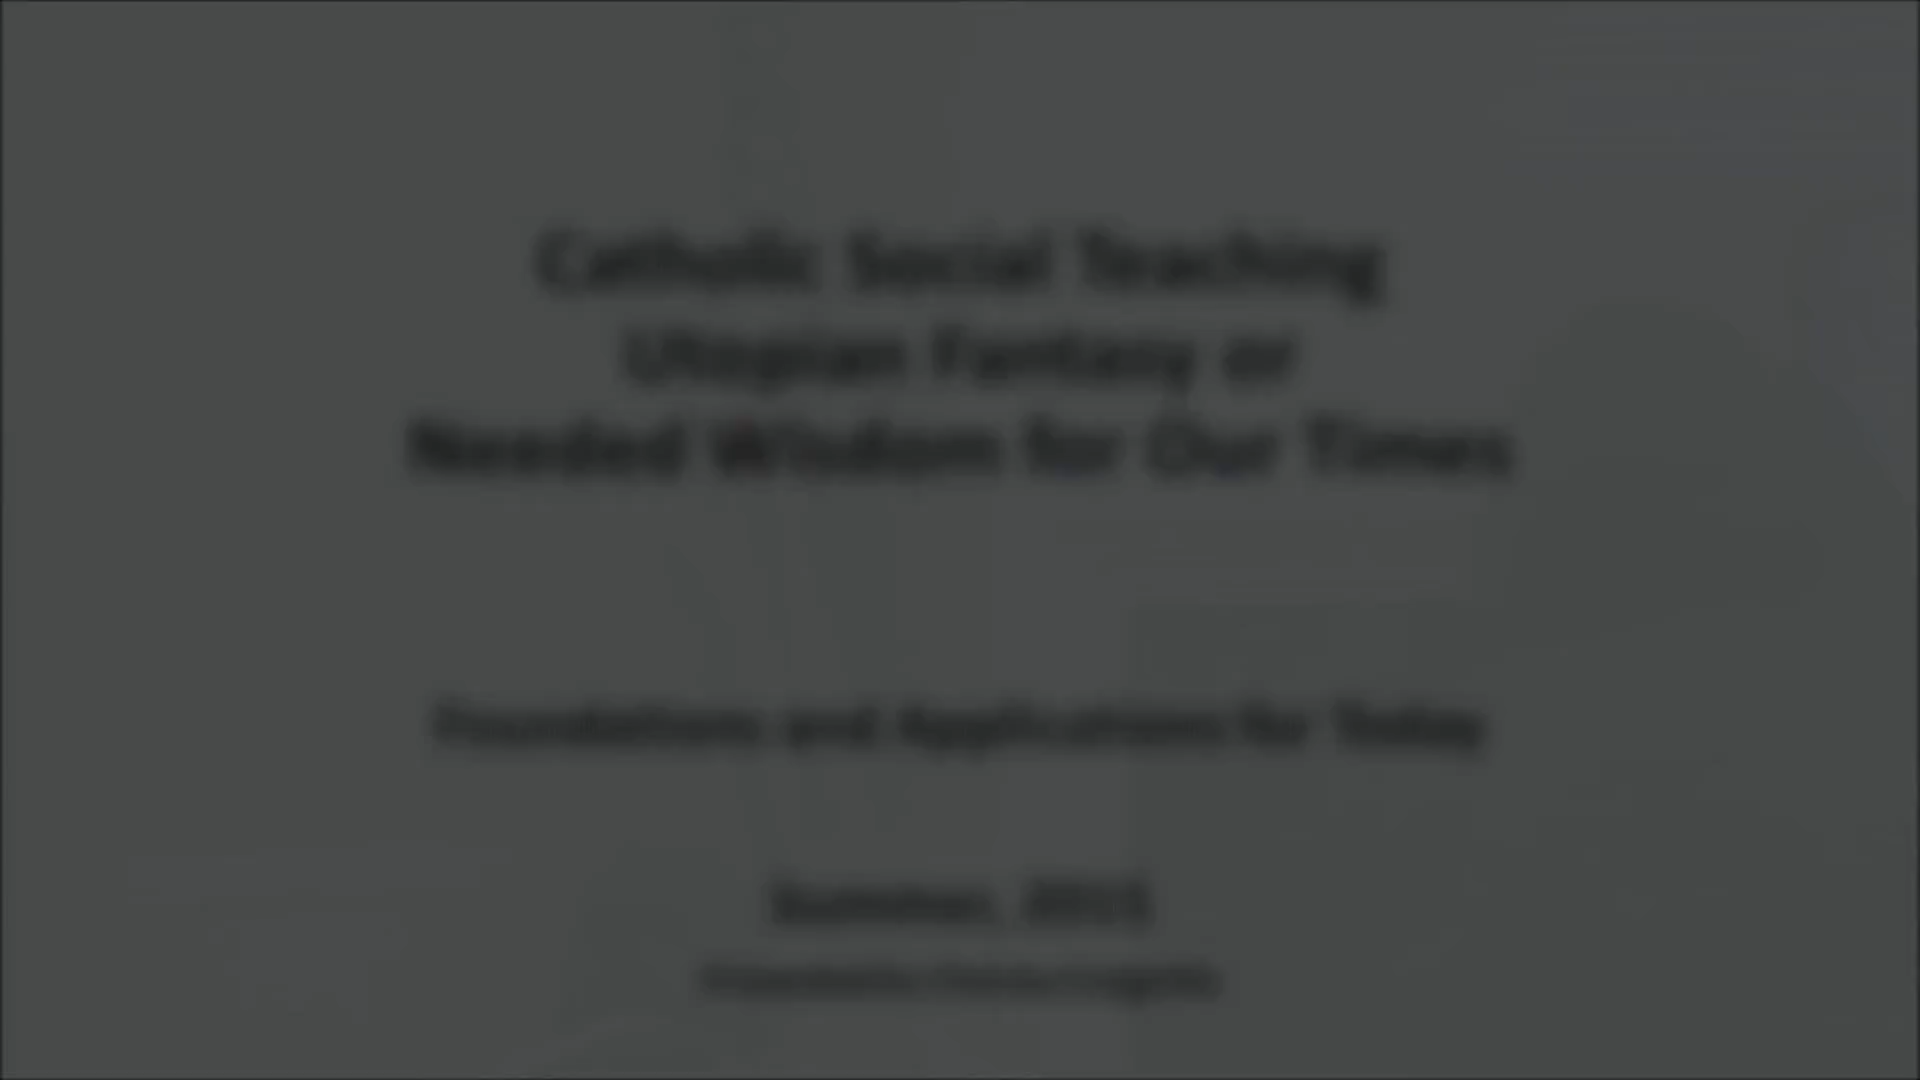 Catholic Social Teaching
Utopian Fantasy or
Needed Wisdom for Our Times
Foundations and Applications for Today
Summer,